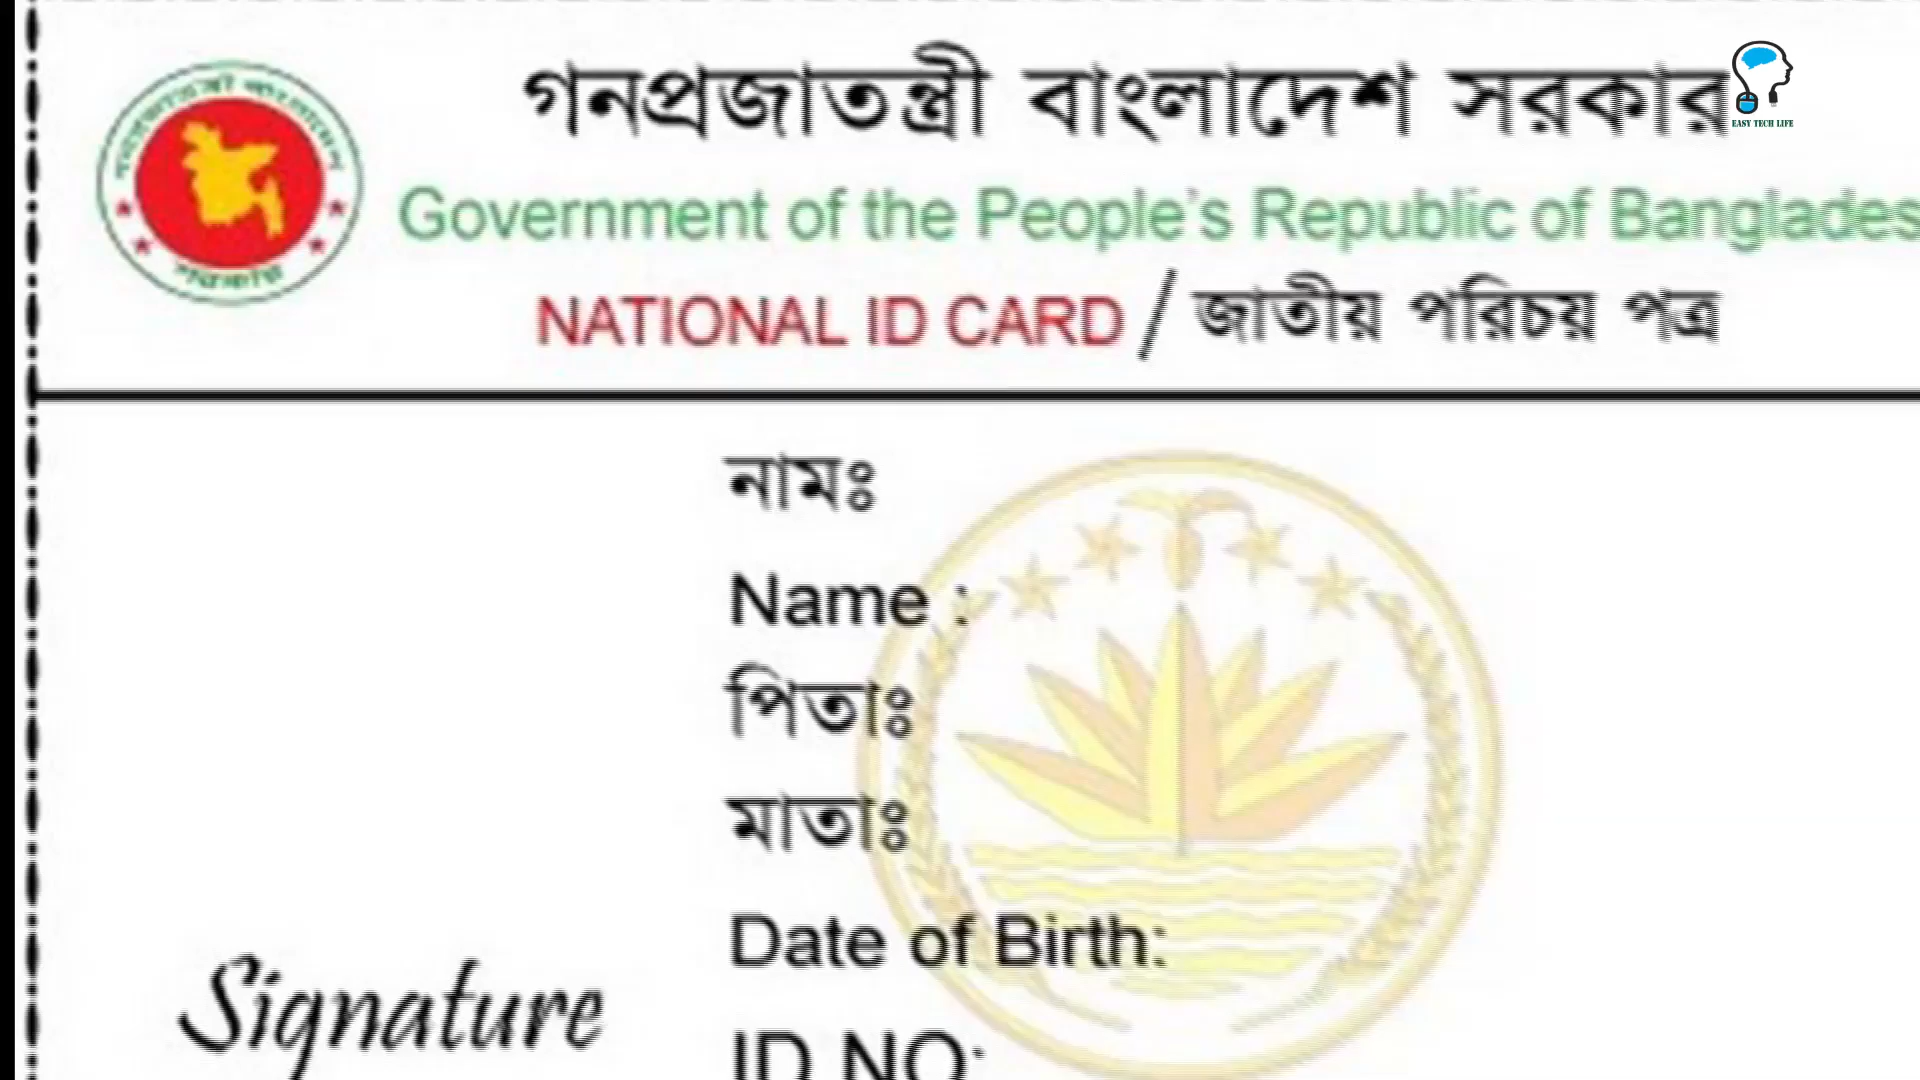 গনপ্রজাতন্ত্রী বাংলাদেশ সরকার
EASY TECH LIFE
Government of the People's Republic of Banglades
NATIONAL ID CARD / জাতীয় পরিচয় পত্র
নামঃ
Name :
পিতাঃ
মাতাঃ
Date of Birth:
Signature
ID NO: